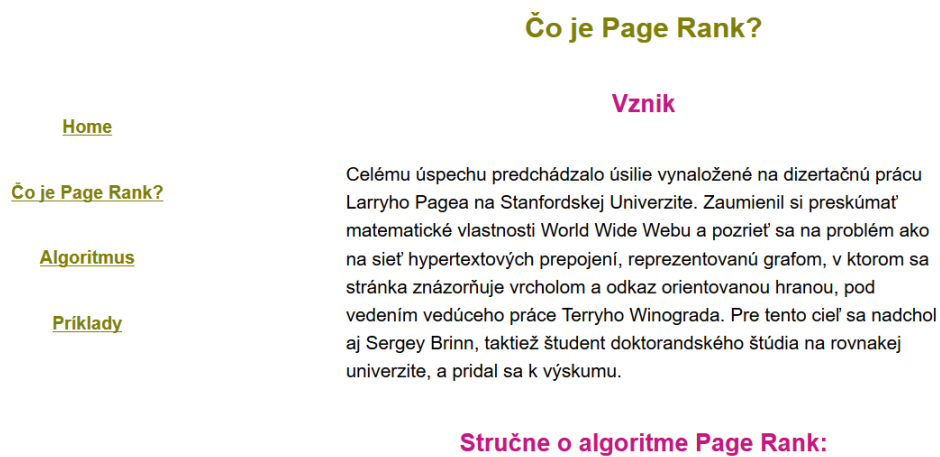 Čo je Page Rank?
Vznik
Home
Čo je Page Rank?
Algoritmus
Príklady
Celému úspechu predchádzalo úsilie vynaložené na dizertačnú prácu
Larryho Pagea na Stanfordskej Univerzite. Zaumienil si preskúmať
matematické vlastnosti World Wide Webu a pozrieť sa na problém ako
na sieť hypertextových prepojení, reprezentovanú grafom, v ktorom sa
stránka znázorňuje vrcholom a odkaz orientovanou hranou, pod
vedením vedúceho práce Terryho Winograda. Pre tento cieľ sa nadchol
aj Sergey Brinn, taktiež študent doktorandského štúdia na rovnakej
univerzite, a pridal sa k výskumu.
Stručne o algoritme Page Rank: